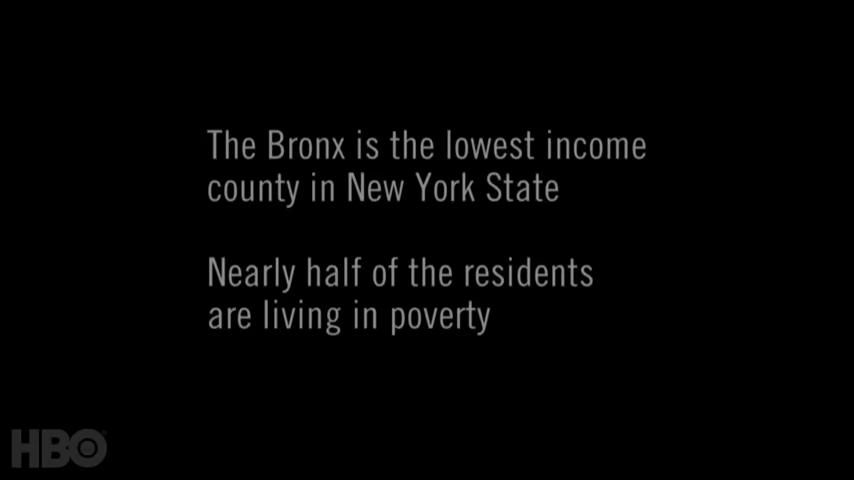 The Bronx is the lowest income
county in New York State
Nearly half of the residents
are living in poverty
HBO